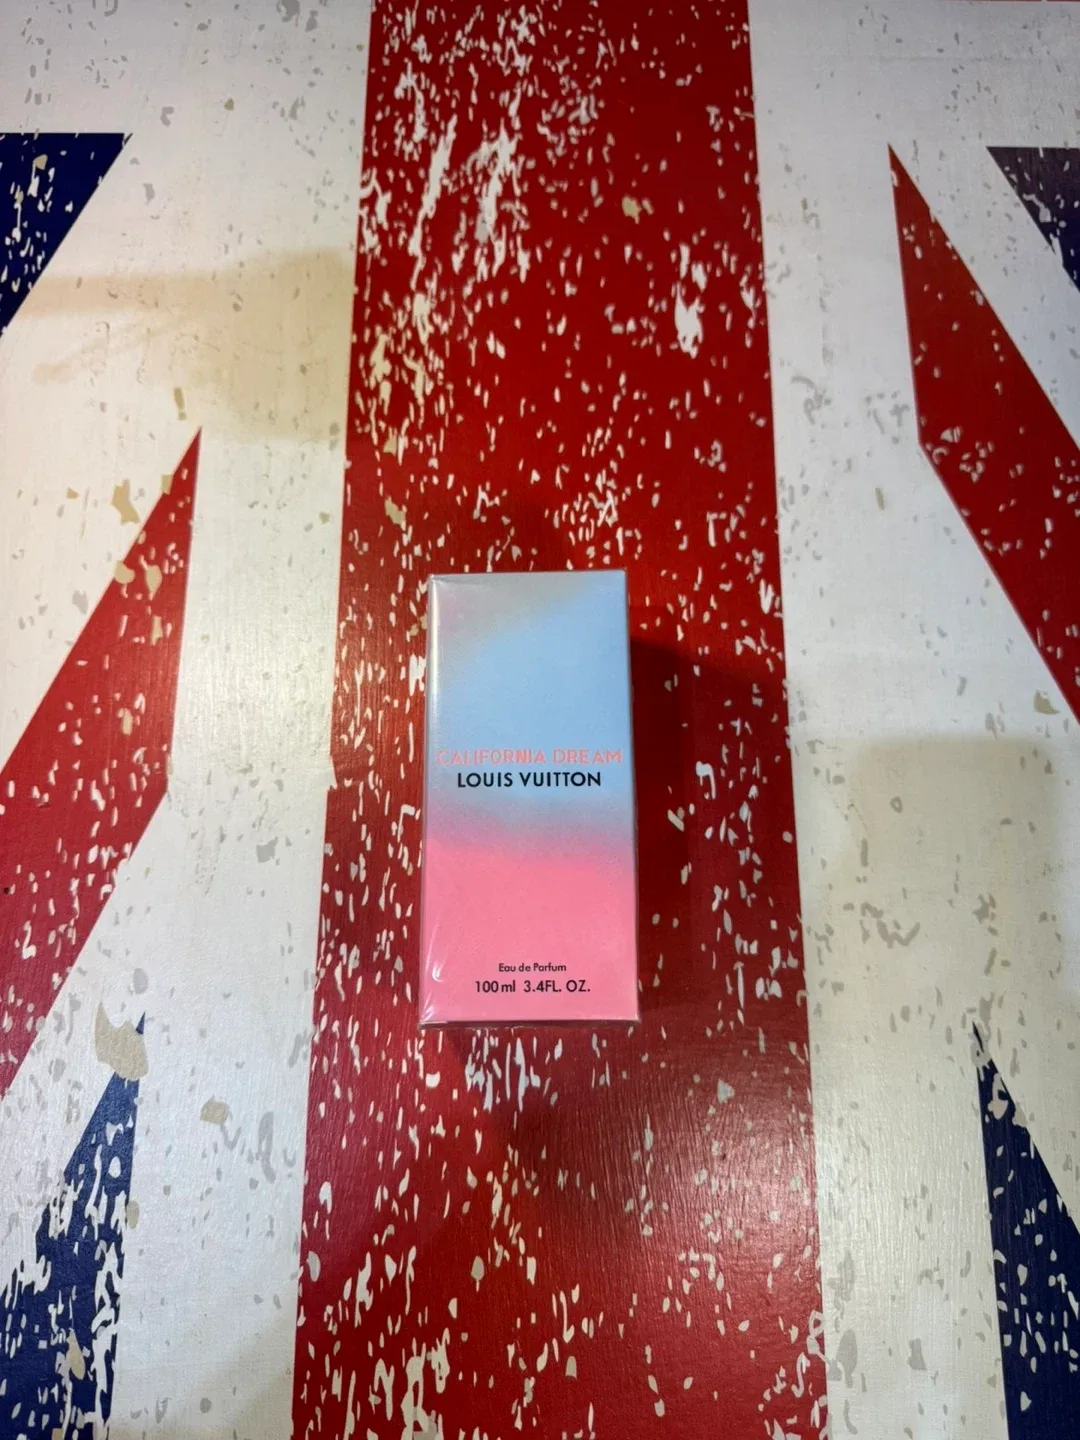 CALIFORNIA DREAM
LOUIS VUITTON
Eau de Parfum
100ml 3.4FL. OZ.